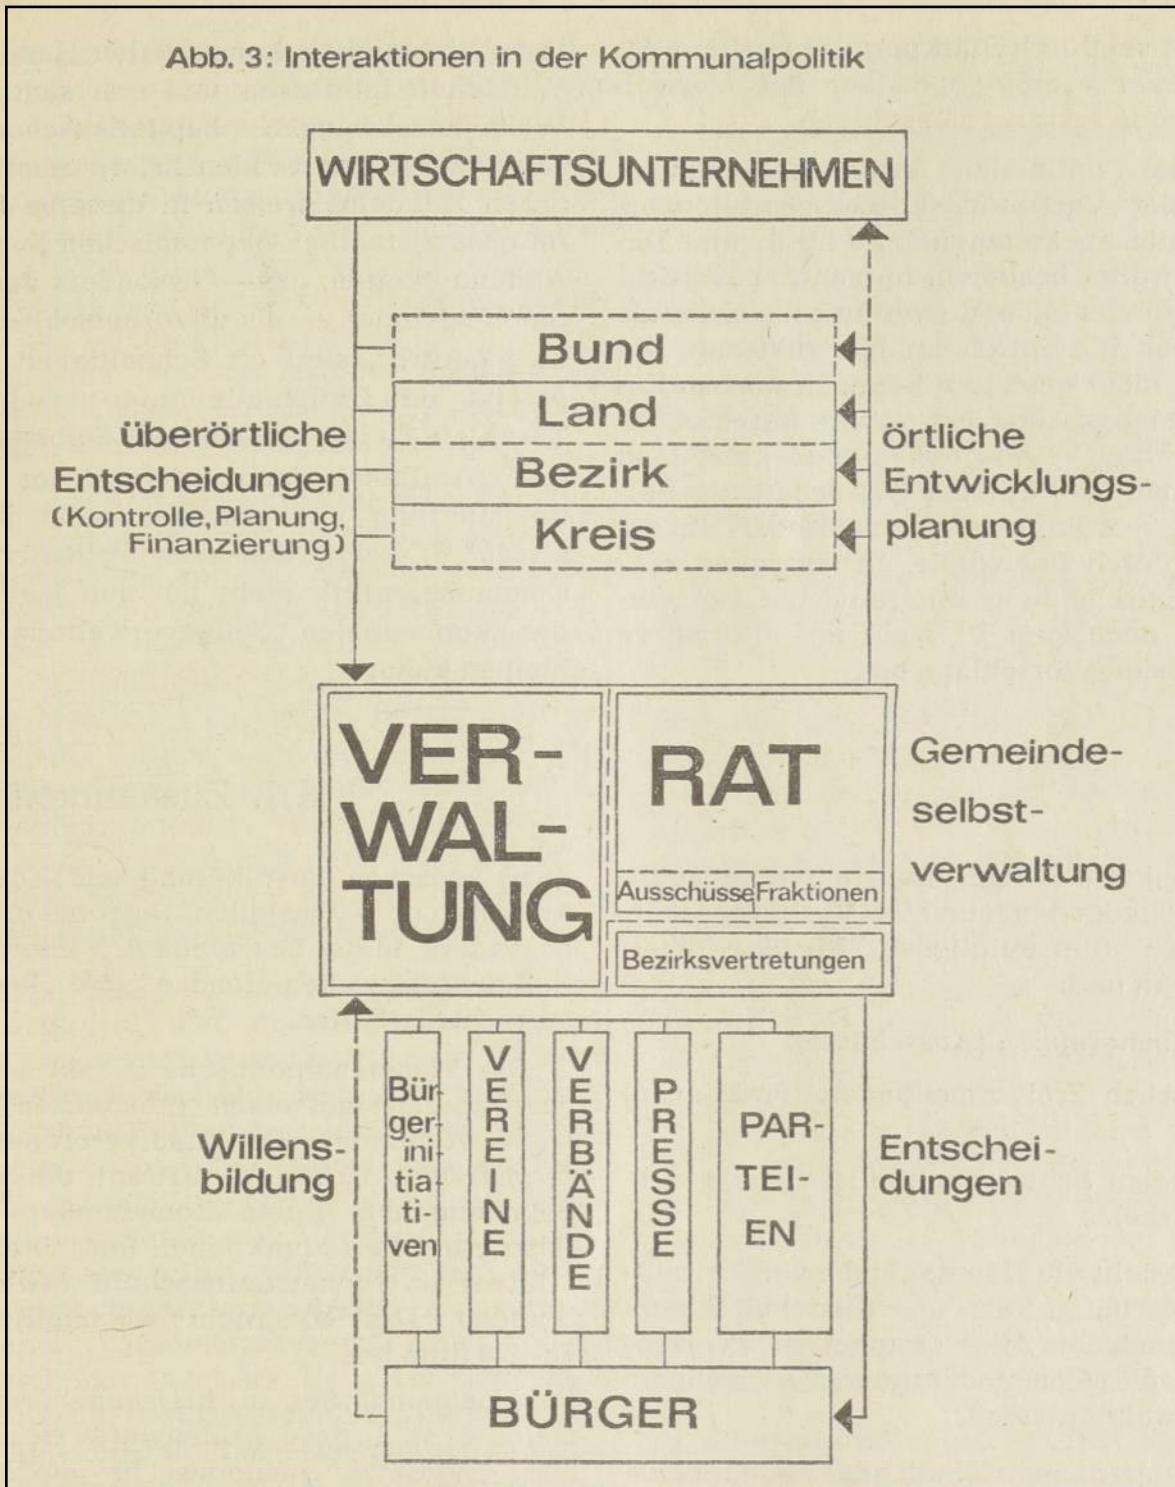 Abb. 3: Interaktionen in der Kommunalpolitik
WIRTSCHAFTSUNTERNEHMEN
Bund
Land
Bezirk
Kreis
überörtliche
Entscheidungen
(Kontrolle, Planung,
Finanzierung)
örtliche
Entwicklungs-
planung
VER-
WAL-
TUNG
RAT
Ausschüsse
Fraktionen
Bezirksvertretungen
Gemeinde-
selbst-
verwaltung
Willens-
bildung
Bür-
ger-
ini-
tia-
ti-
ven
VEREINE
VERBÄNDE
PRESSE
PAR-
TEI-
EN
Entschei-
dungen
BÜRGER